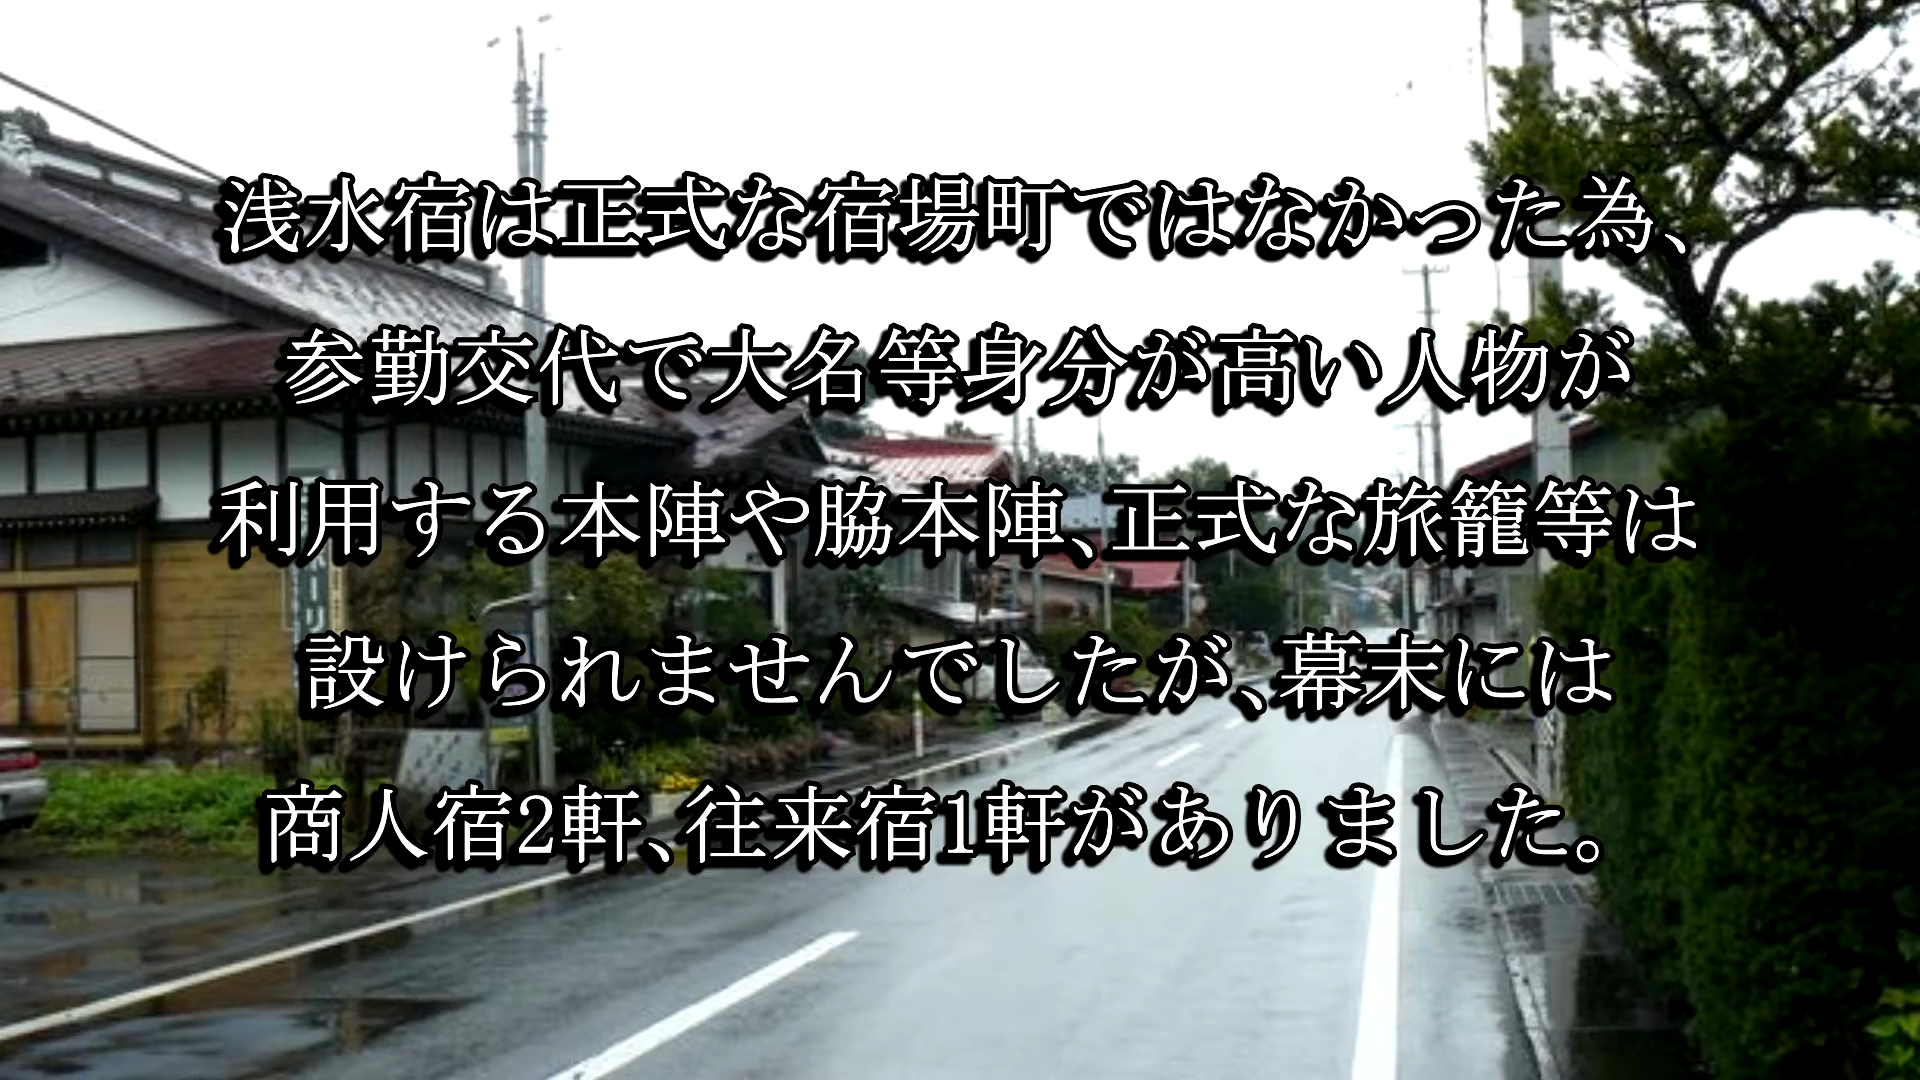 浅水宿は正式な宿場町ではなかった為、
参勤交代で大名等身分が高い人物が
利用する本陣や脇本陣、正式な旅籠等は
設けられませんでしたが、幕末には
商人宿2軒、往来宿1軒がありました。